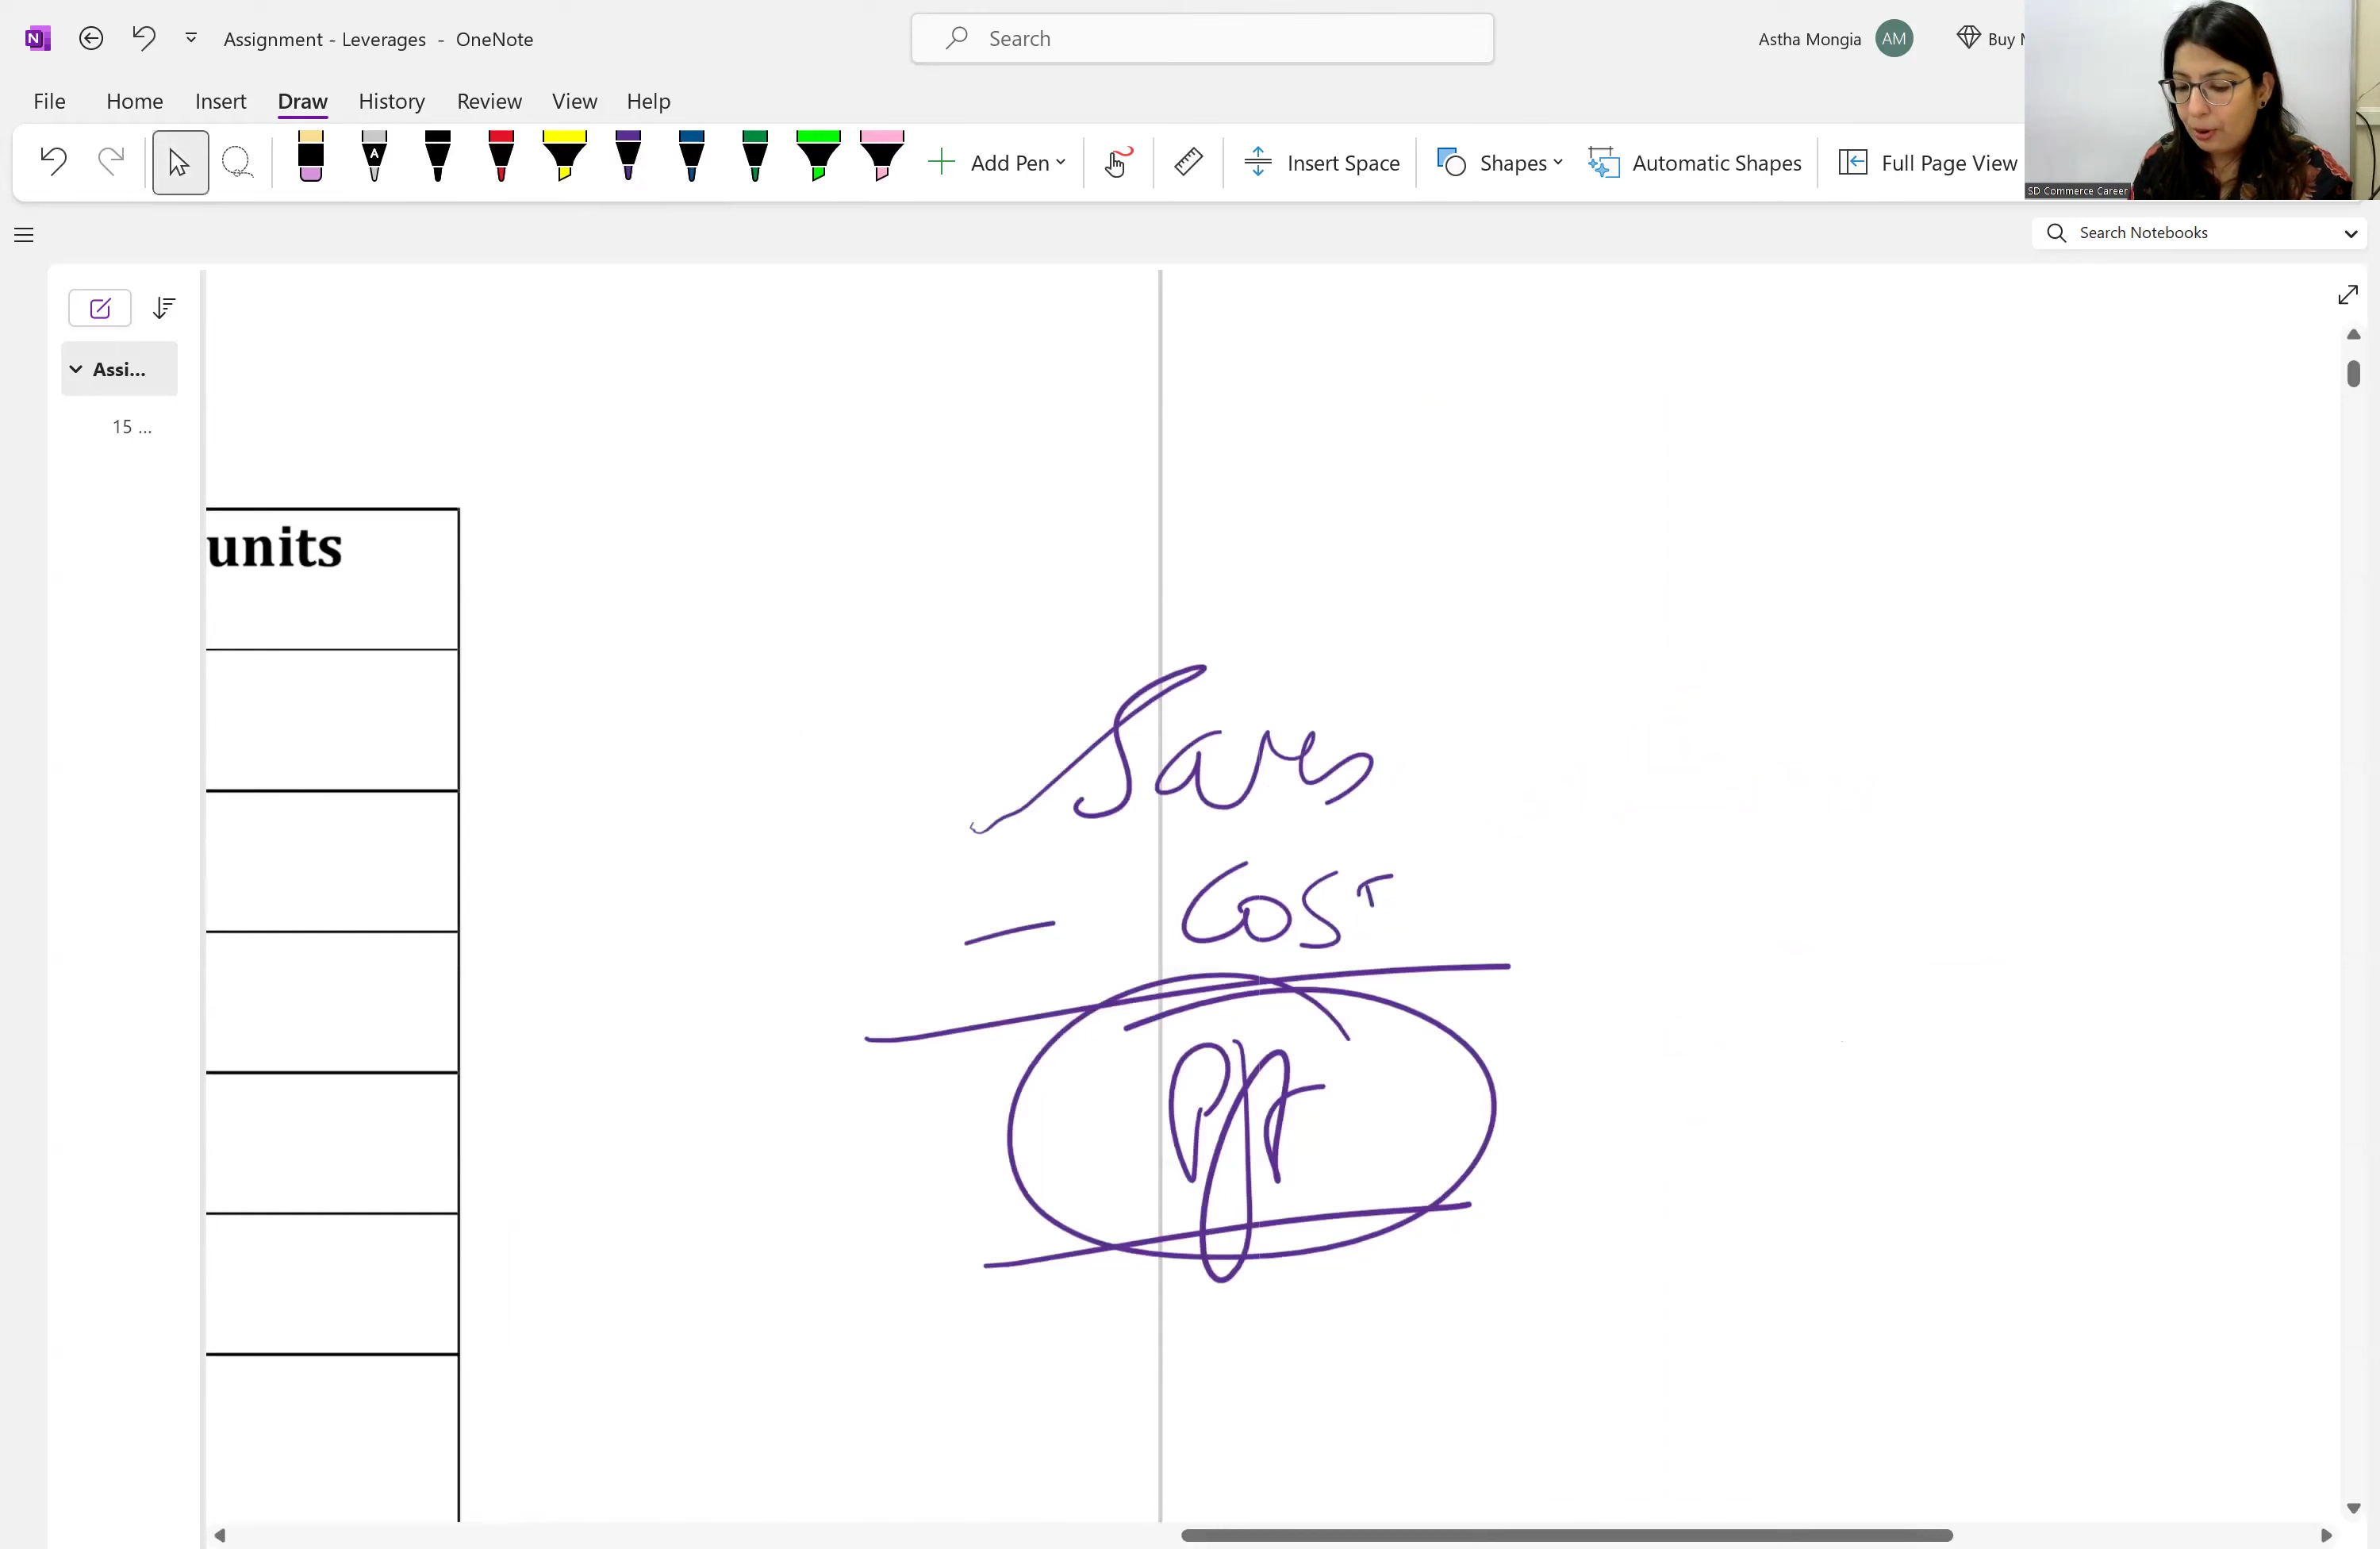 Assignment - Leverages - OneNote
Search
Astha Mongia AM
Buy
File Home Insert Draw History Review View Help
Add Pen Insert Space Shapes Automatic Shapes Full Page View
SD Commerce Career
Search Notebooks
Assi...
15 ...
units
Sales
- Cost